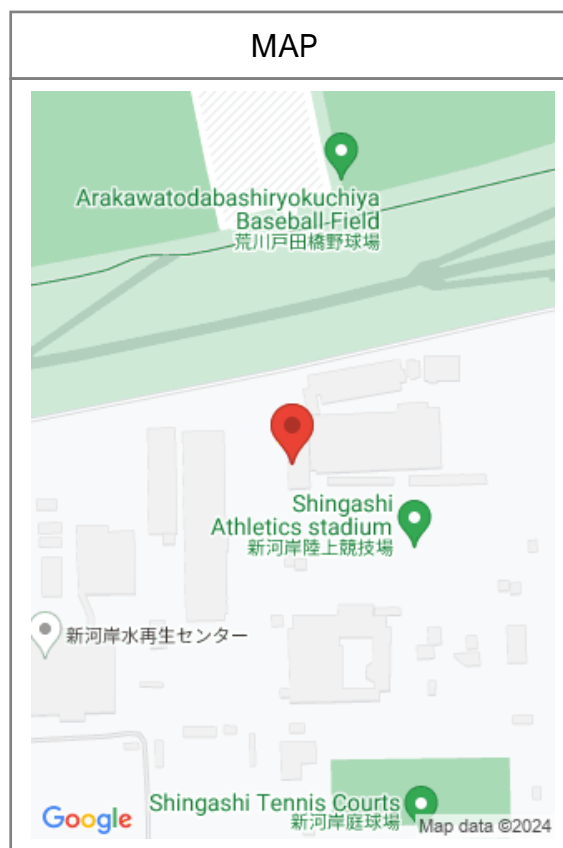 MAP
Arakawatodabashiryokuchiya
Baseball Field
荒川戸田橋野球場
Shingashi
Athletics stadium
新河岸陸上競技場
新河岸水再生センター
Shingashi Tennis Courts
新河岸庭球場
Google
Map data ©2024